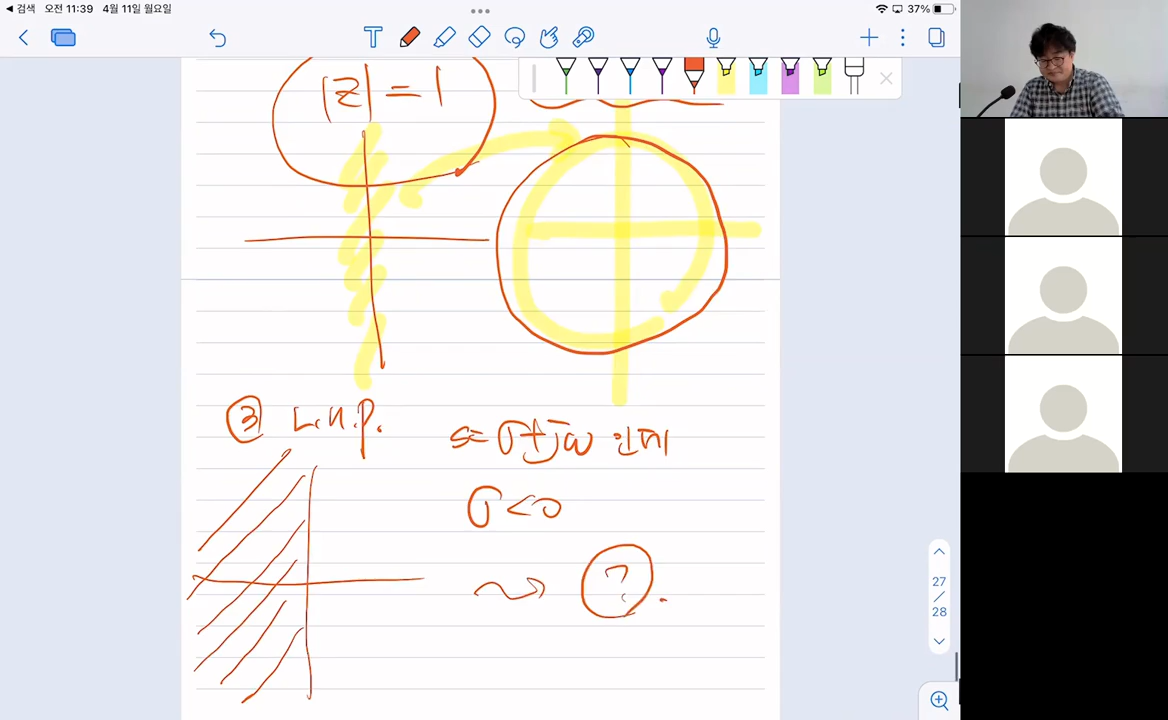 검색 오전 11:39 4월 11일 월요일
37%
|z| = 1
③ L.H.P.
s = σ+jω 인데
σ < 0
?
27
/
28